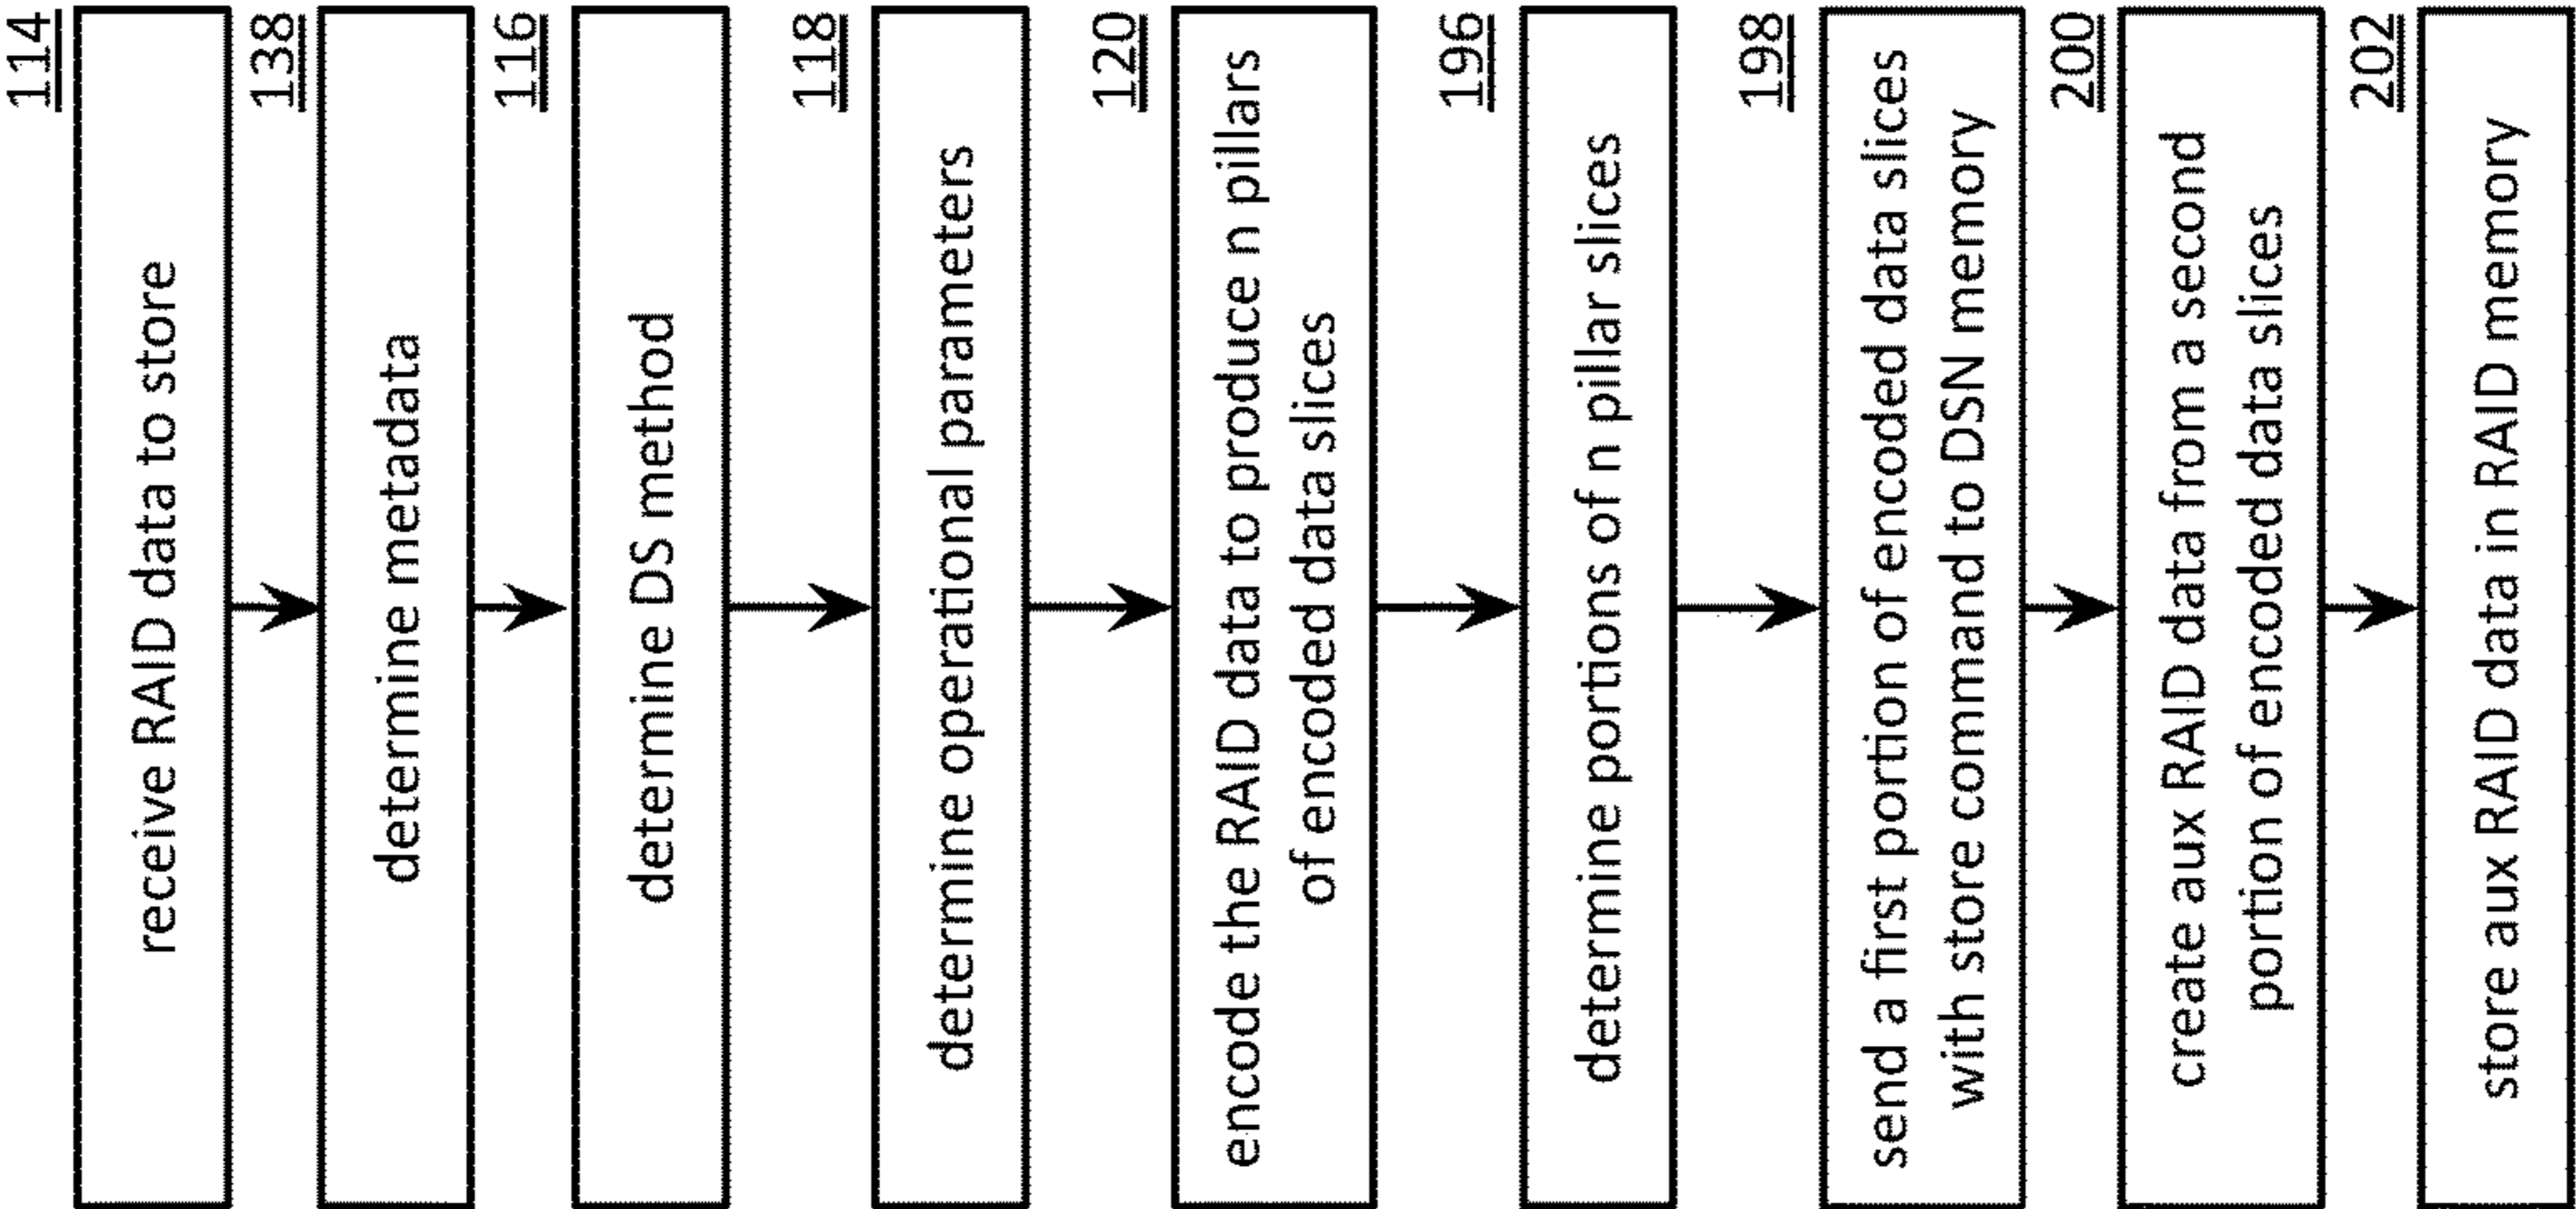 114
receive RAID data to store
138
determine metadata
116
determine DS method
118
determine operational parameters
120
encode the RAID data to produce n pillars
of encoded data slices
196
determine portions of n pillar slices
198
send a first portion of encoded data slices
with store command to DSN memory
200
create aux RAID data from a second
portion of encoded data slices
202
store aux RAID data in RAID memory